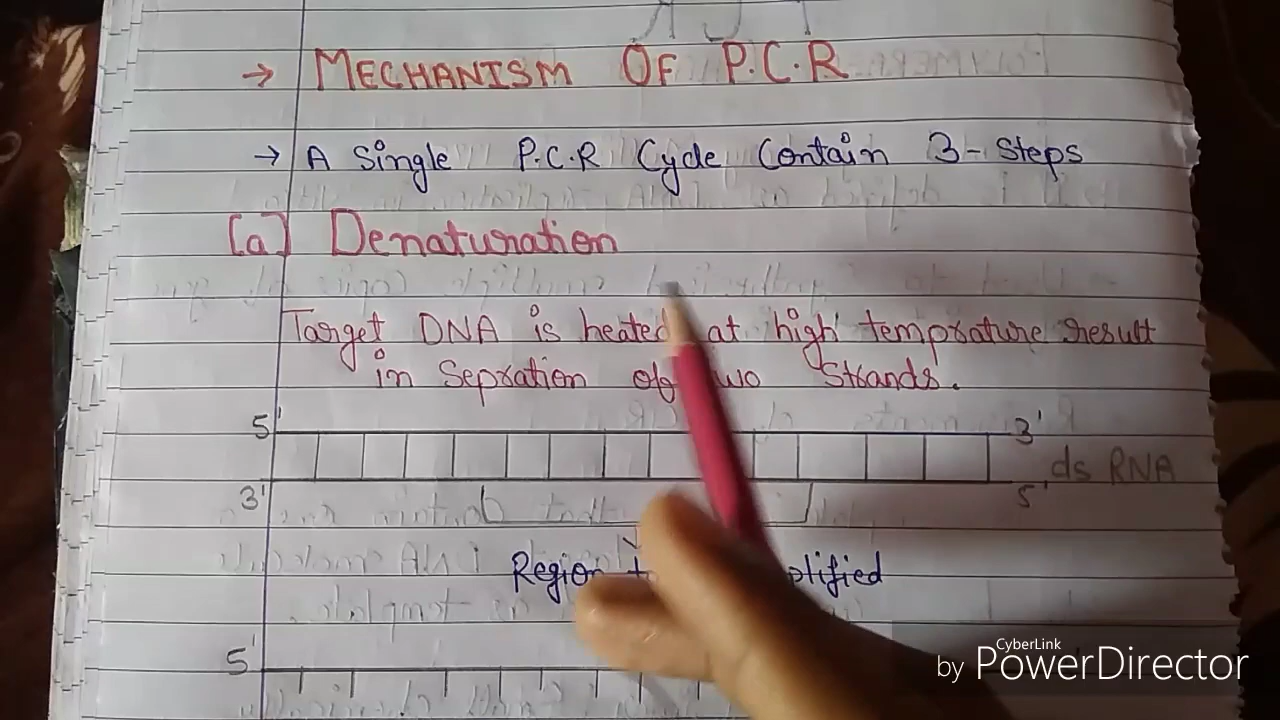 → MECHANISM OF P.C.R
→ A single P.C.R Cycle Contain 3-Steps
[a] Denaturation
Target DNA is heated at high temprature result
in Sepration of two Strands.
5' 3'
ds RNA
3' 5'
Region plified
5'
CyberLink
by PowerDirector